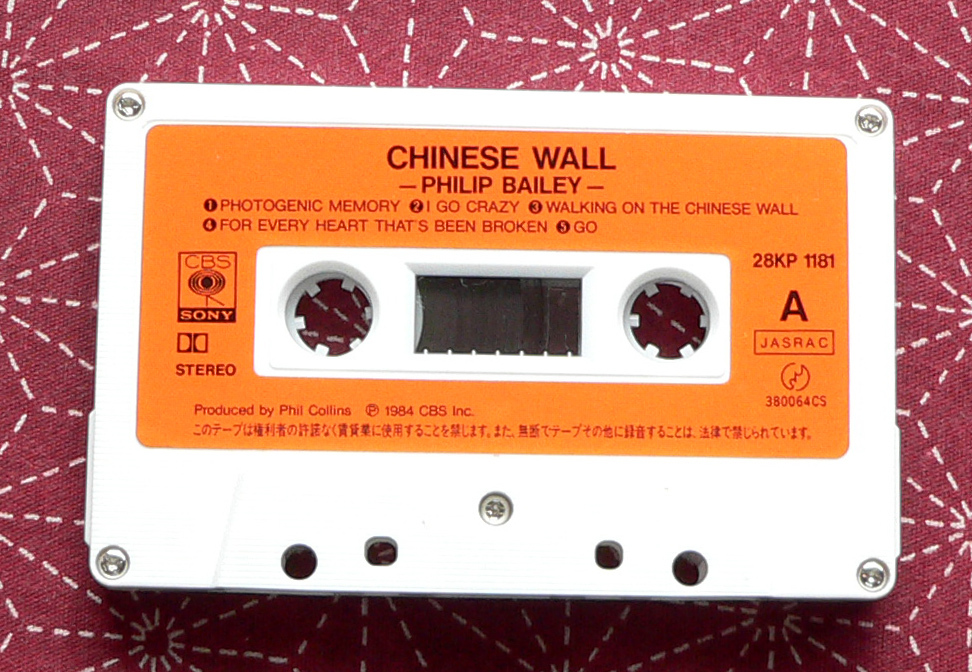 CHINESE WALL
—PHILIP BAILEY—
❶PHOTOGENIC MEMORY ❷I GO CRAZY ❸WALKING ON THE CHINESE WALL
❹FOR EVERY HEART THAT'S BEEN BROKEN ❺GO
CBS
SONY
STEREO
28KP 1181
A
JASRAC
380064CS
Produced by Phil Collins ℗ 1984 CBS Inc.
このテープは権利者の許諾なく賃貸業に使用することを禁じます。また、無断でテープその他に録音することは、法律で禁じられています。